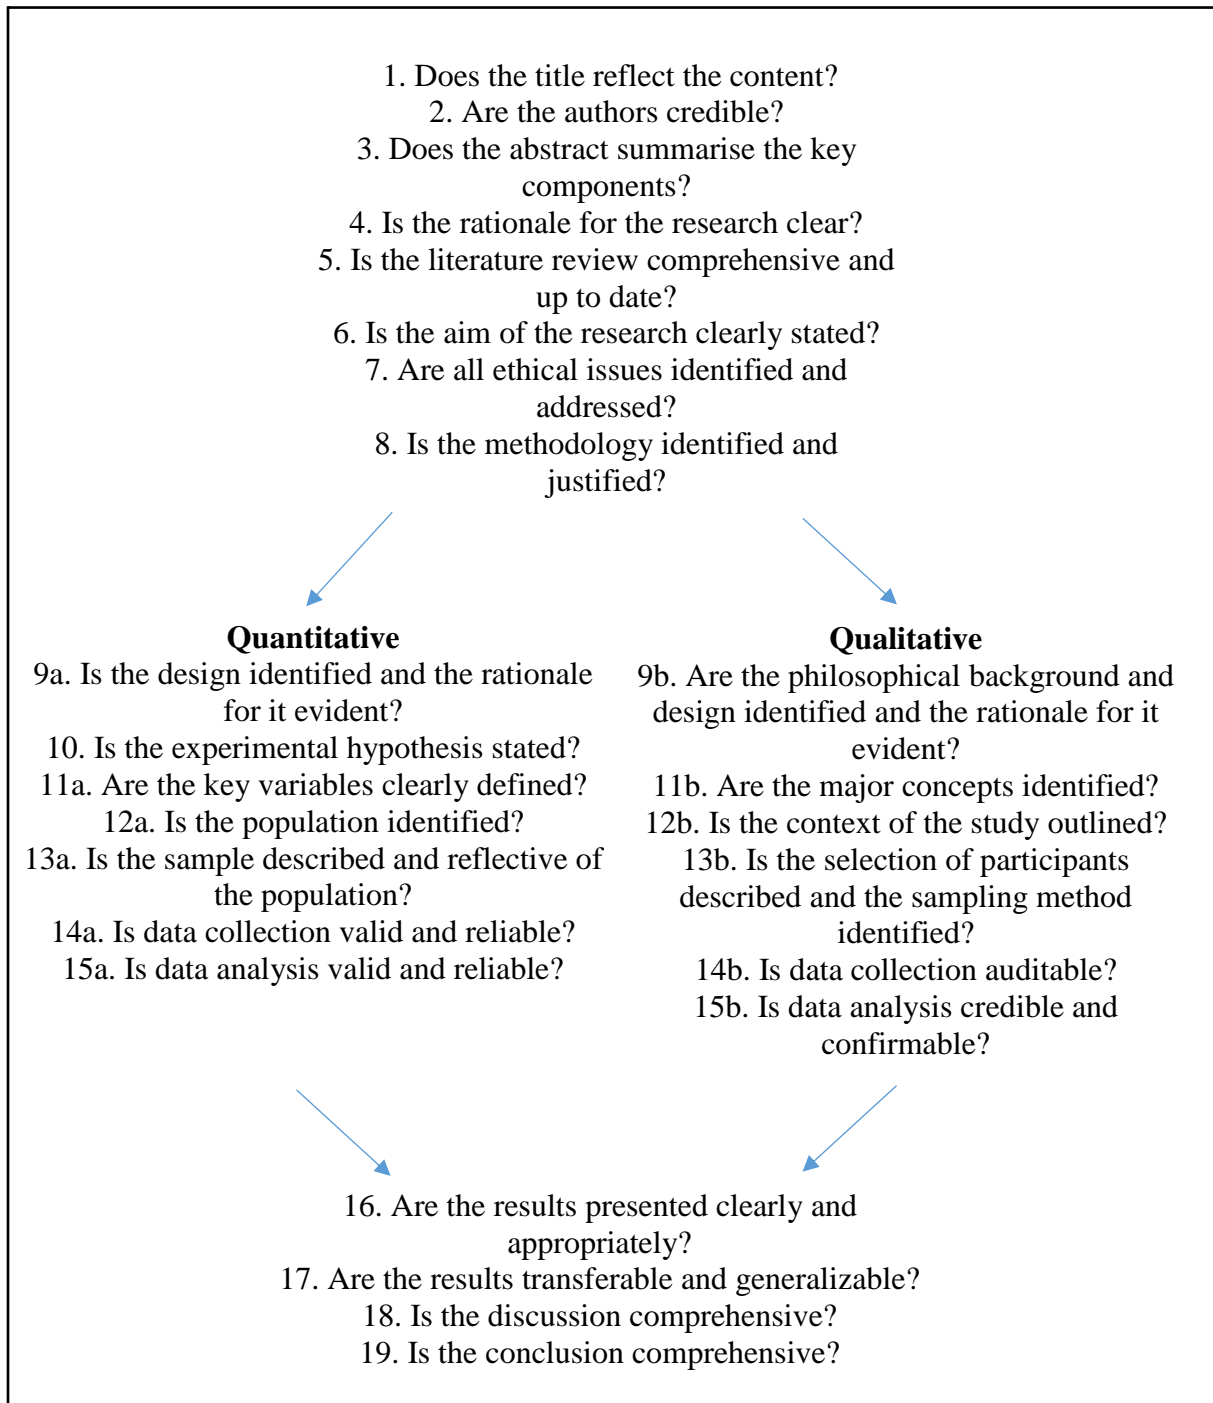 1. Does the title reflect the content?
2. Are the authors credible?
3. Does the abstract summarise the key
components?
4. Is the rationale for the research clear?
5. Is the literature review comprehensive and
up to date?
6. Is the aim of the research clearly stated?
7. Are all ethical issues identified and
addressed?
8. Is the methodology identified and
justified?
Quantitative
9a. Is the design identified and the rationale
for it evident?
10. Is the experimental hypothesis stated?
11a. Are the key variables clearly defined?
12a. Is the population identified?
13a. Is the sample described and reflective of
the population?
14a. Is data collection valid and reliable?
15a. Is data analysis valid and reliable?
Qualitative
9b. Are the philosophical background and
design identified and the rationale for it
evident?
11b. Are the major concepts identified?
12b. Is the context of the study outlined?
13b. Is the selection of participants
described and the sampling method
identified?
14b. Is data collection auditable?
15b. Is data analysis credible and
confirmable?
16. Are the results presented clearly and
appropriately?
17. Are the results transferable and generalizable?
18. Is the discussion comprehensive?
19. Is the conclusion comprehensive?